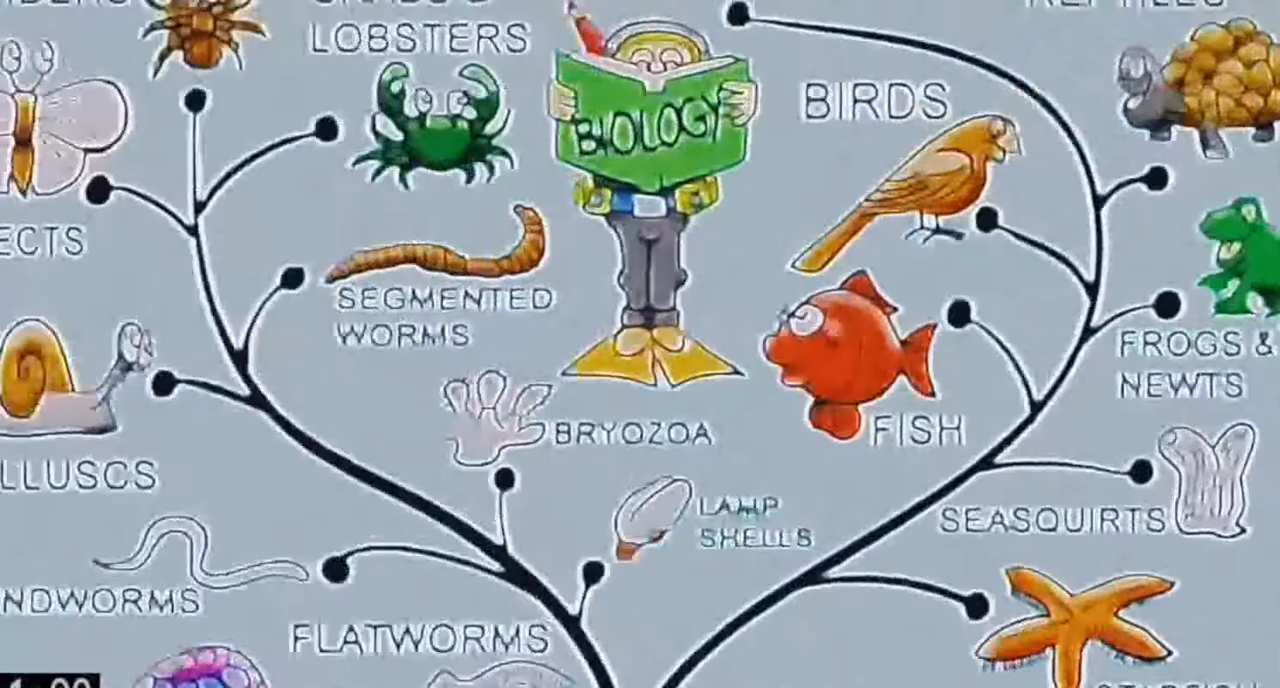 LOBSTERS
BIOLOGY
BIRDS
ECTS
SEGMENTED
WORMS
FROGS &
NEWTS
FISH
BRYOZOA
LLUSCS
LAMP
SHELLS
SEASQUIRTS
NDWORMS
FLATWORMS